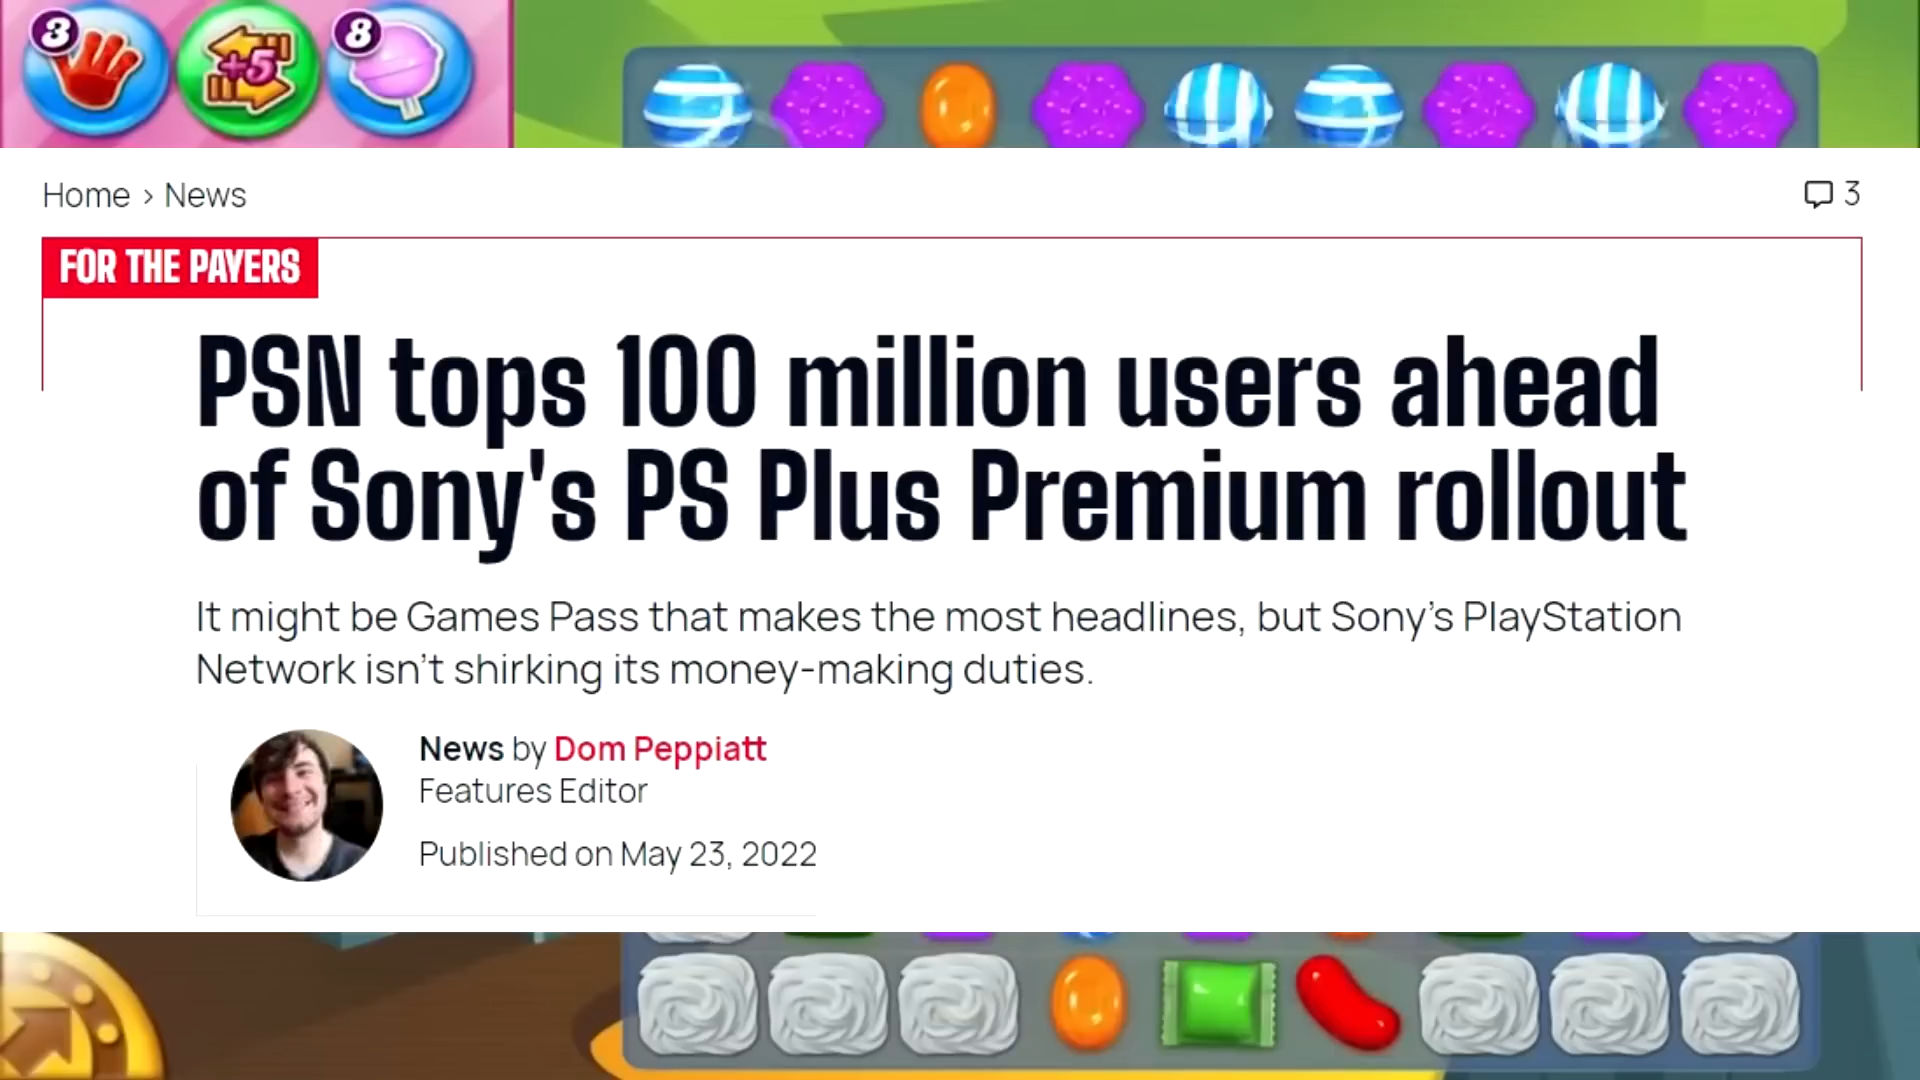 3
+5
8
Home › News
3
FOR THE PAYERS
PSN tops 100 million users ahead
of Sony's PS Plus Premium rollout
It might be Games Pass that makes the most headlines, but Sony’s PlayStation
Network isn’t shirking its money-making duties.
News by Dom Peppiatt
Features Editor
Published on May 23, 2022